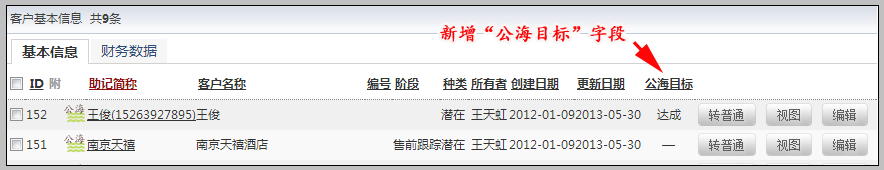 客户基本信息 共9条
新增“公海目标”字段
基本信息 财务数据
ID 附 助记简称 客户名称 编号 阶段 种类 所有者 创建日期 更新日期 公海目标
152 公海 王俊(15263927895) 王俊 潜在 王天虹 2012-01-09 2013-05-30 达成 转普通 视图 编辑
151 公海 南京天禧 南京天禧酒店 售前跟踪 潜在 王天虹 2012-01-09 2013-05-30 — 转普通 视图 编辑